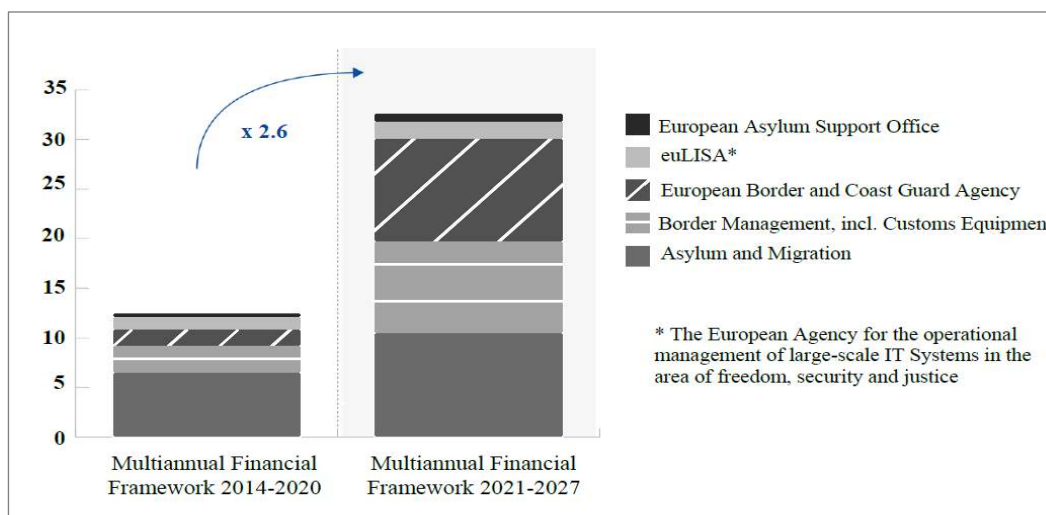 35
30
25
20
15
10
5
0
x 2.6
Multiannual Financial
Framework 2014-2020
Multiannual Financial
Framework 2021-2027
European Asylum Support Office
euLISA*
European Border and Coast Guard Agency
Border Management, incl. Customs Equipmen
Asylum and Migration
* The European Agency for the operational
management of large-scale IT Systems in the
area of freedom, security and justice